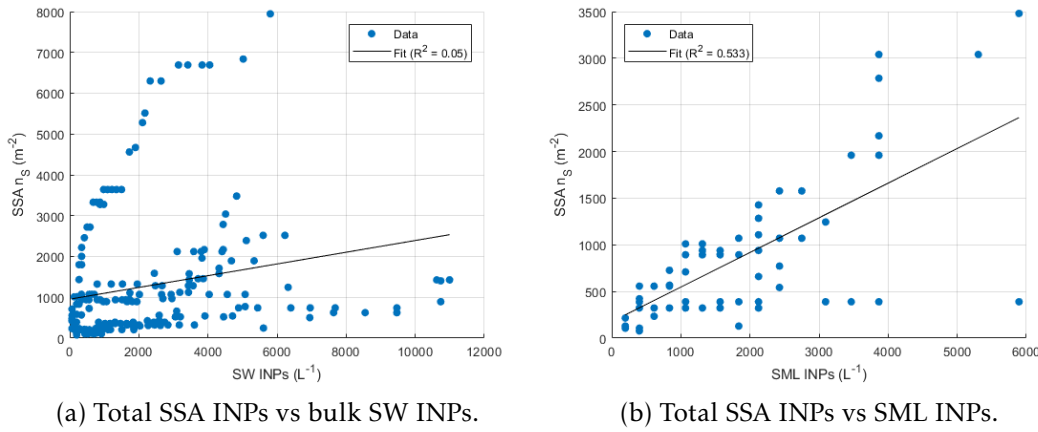 8000
7000
6000
5000
4000
3000
2000
1000
0
SSA n_S (m^-2)
0 2000 4000 6000 8000 10000 12000
SW INPs (L^-1)
Data
Fit (R^2 = 0.05)
(a) Total SSA INPs vs bulk SW INPs.
3500
3000
2500
2000
1500
1000
500
0
SSA n_S (m^-2)
0 1000 2000 3000 4000 5000 6000
SML INPs (L^-1)
Data
Fit (R^2 = 0.533)
(b) Total SSA INPs vs SML INPs.